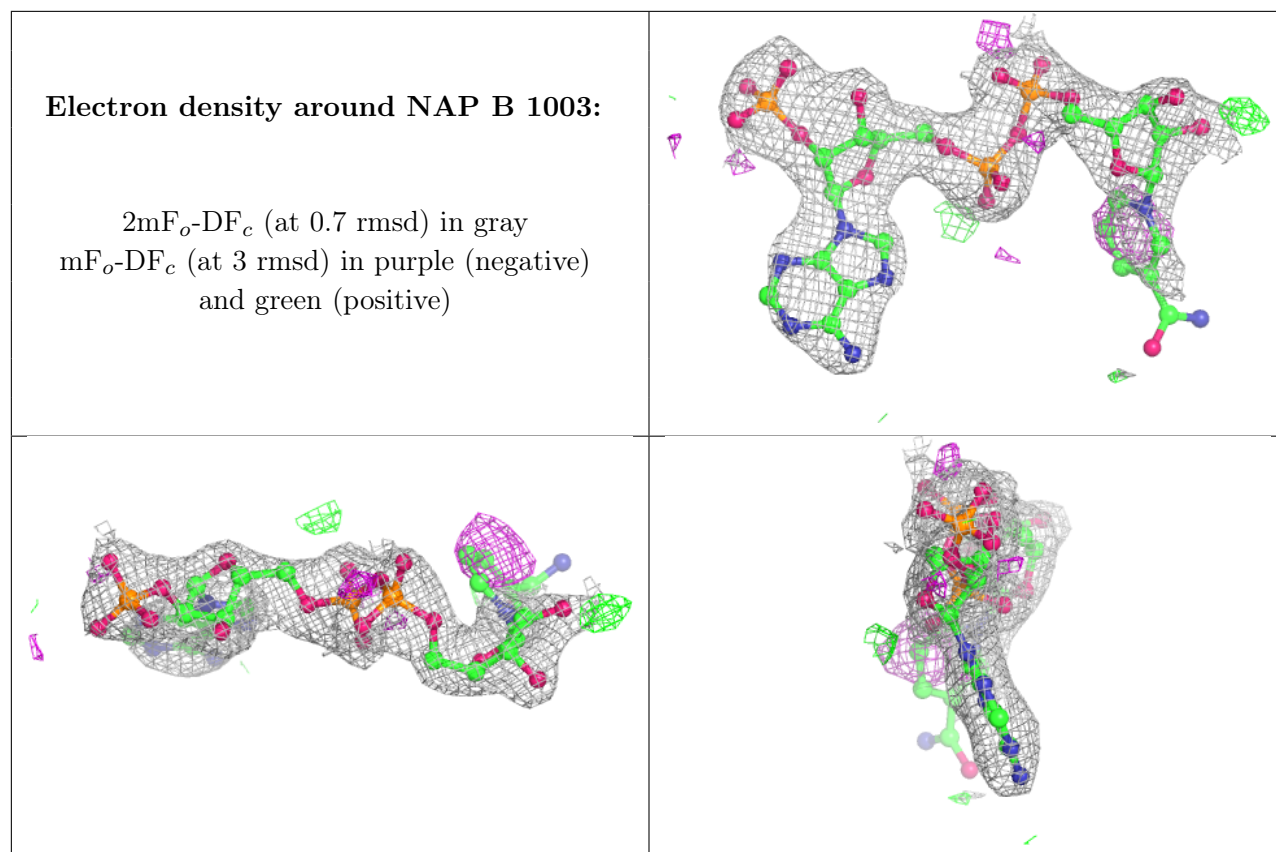 Electron density around NAP B 1003:
2mFo-DFc (at 0.7 rmsd) in gray
mFo-DFc (at 3 rmsd) in purple (negative)
and green (positive)